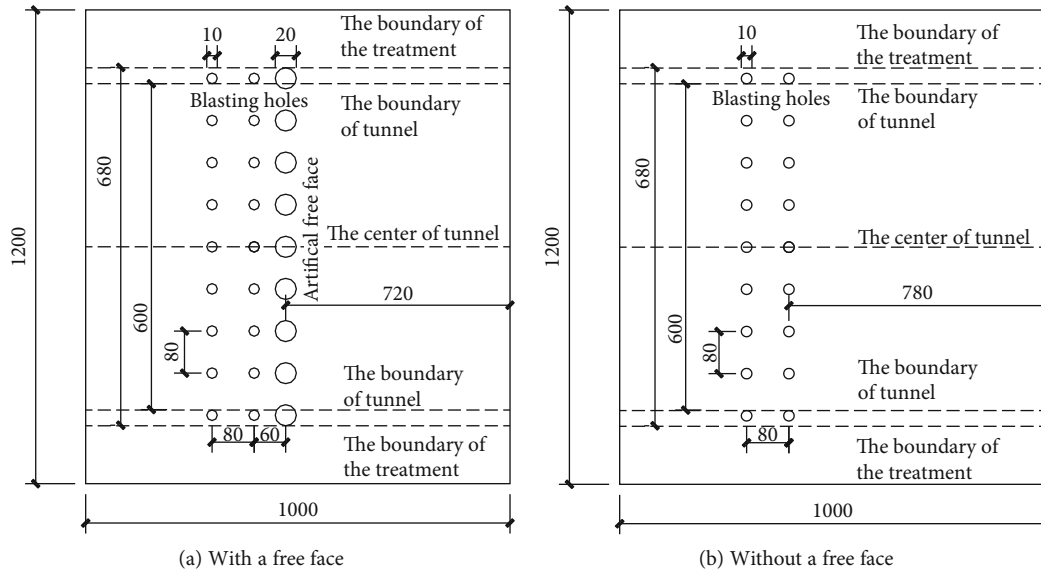 The boundary of
the treatment
10
20
Blasting holes
The boundary
of tunnel
680
1200
Artifical free face
The center of tunnel
720
600
80
The boundary
of tunnel
80
60
The boundary of
the treatment
1000
(a) With a free face
The boundary of
the treatment
10
Blasting holes
The boundary
of tunnel
680
1200
The center of tunnel
780
600
80
The boundary
of tunnel
80
The boundary of
the treatment
1000
(b) Without a free face